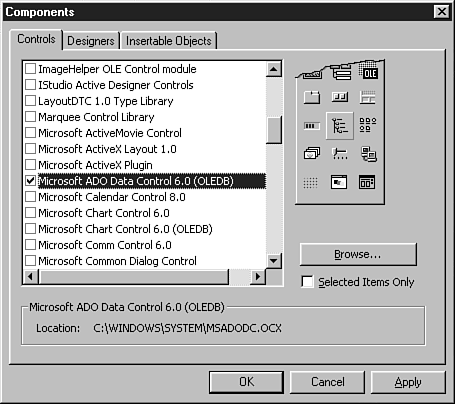 Components
Controls Designers Insertable Objects
ImageHelper OLE Control module
IStudio Active Designer Controls
LayoutDTC 1.0 Type Library
Marquee Control Library
Microsoft ActiveMovie Control
Microsoft ActiveX Layout 1.0
Microsoft ActiveX Plugin
Microsoft ADO Data Control 6.0 (OLEDB)
Microsoft Calendar Control 8.0
Microsoft Chart Control 6.0
Microsoft Chart Control 6.0 (OLEDB)
Microsoft Comm Control 6.0
Microsoft Common Dialog Control
OLE
Browse...
Selected Items Only
Microsoft ADO Data Control 6.0 (OLEDB)
Location: C:\WINDOWS\SYSTEM\MSADODC.OCX
OK Cancel Apply